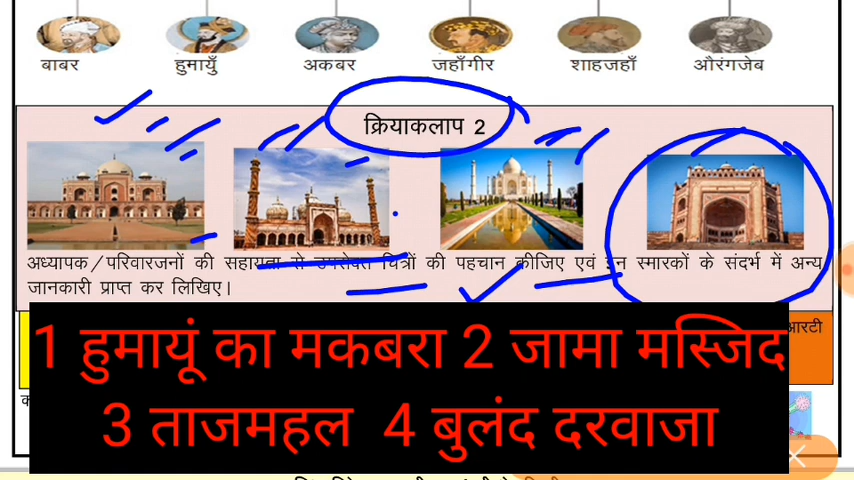 बाबर हुमायुँ अकबर जहाँगीर शाहजहाँ औरंगजेब
क्रियाकलाप 2
अध्यापक/परिवारजनों की सहायता से उपरोक्त चित्रों की पहचान कीजिए एवं इन स्मारकों के संदर्भ में अन्य
जानकारी प्राप्त कर लिखिए।
आरटी
1 हुमायूं का मकबरा 2 जामा मस्जिद
3 ताजमहल 4 बुलंद दरवाजा